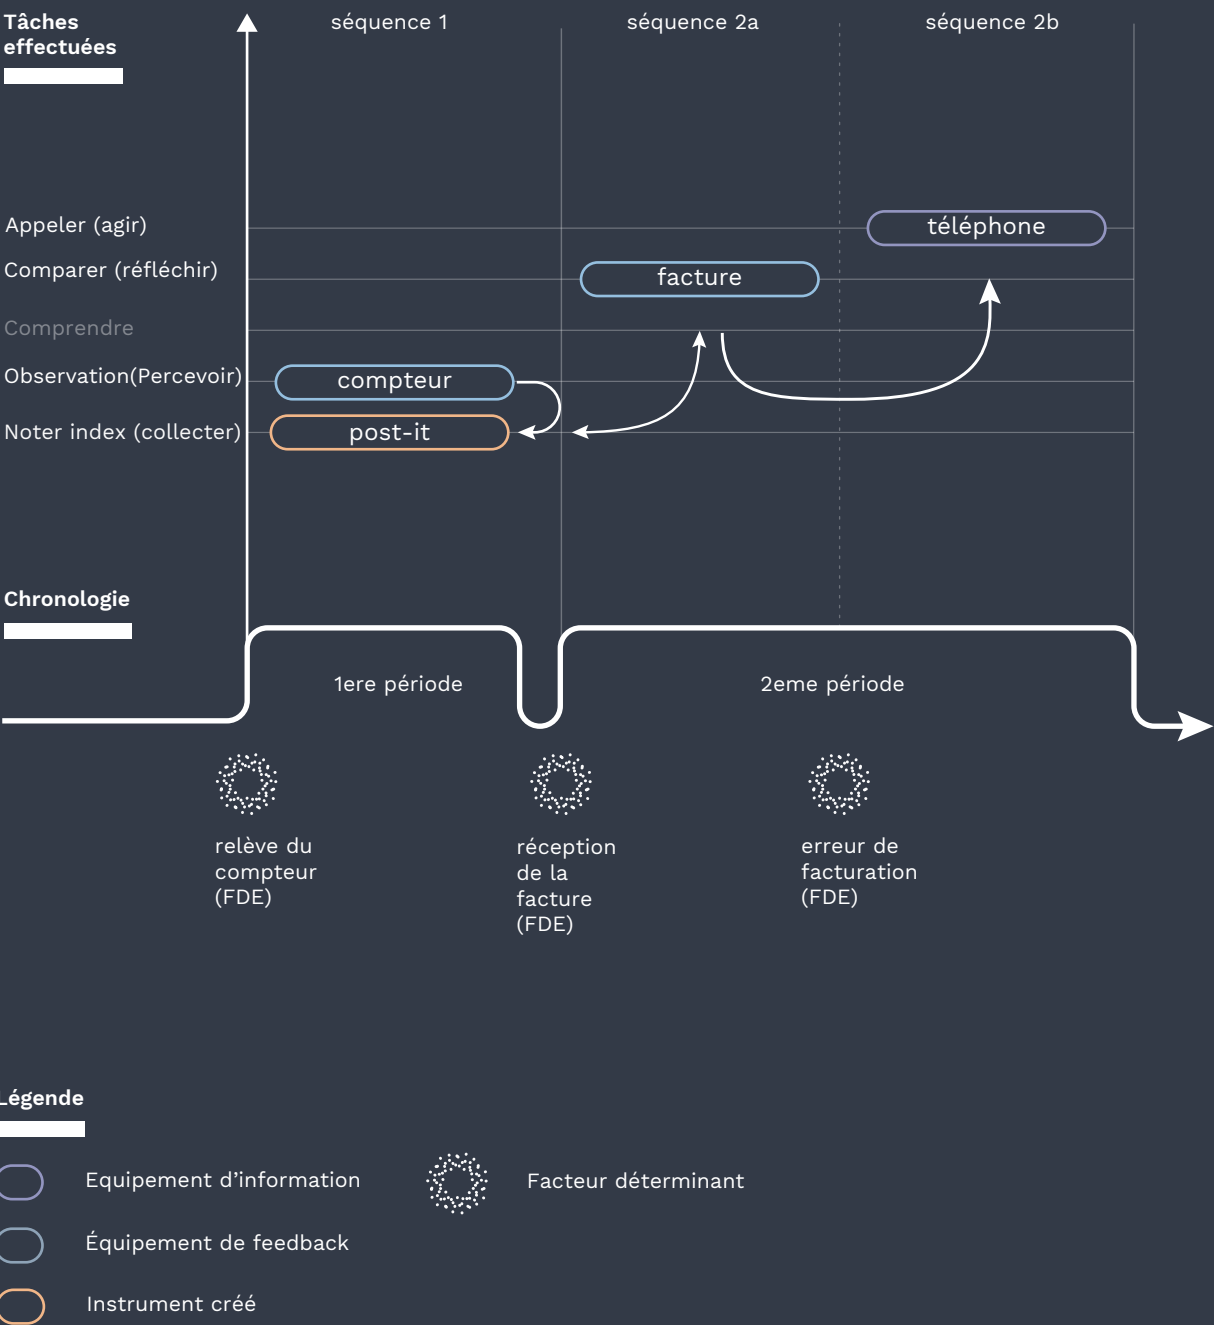 Tâches
effectuées
séquence 1
séquence 2a
séquence 2b
Appeler (agir)
téléphone
Comparer (réfléchir)
facture
Comprendre
Observation(Percevoir)
compteur
Noter index (collecter)
post-it
Chronologie
1ere période
2eme période
relève du
compteur
(FDE)
réception
de la
facture
(FDE)
erreur de
facturation
(FDE)
Légende
Equipement d'information
Facteur déterminant
Équipement de feedback
Instrument créé